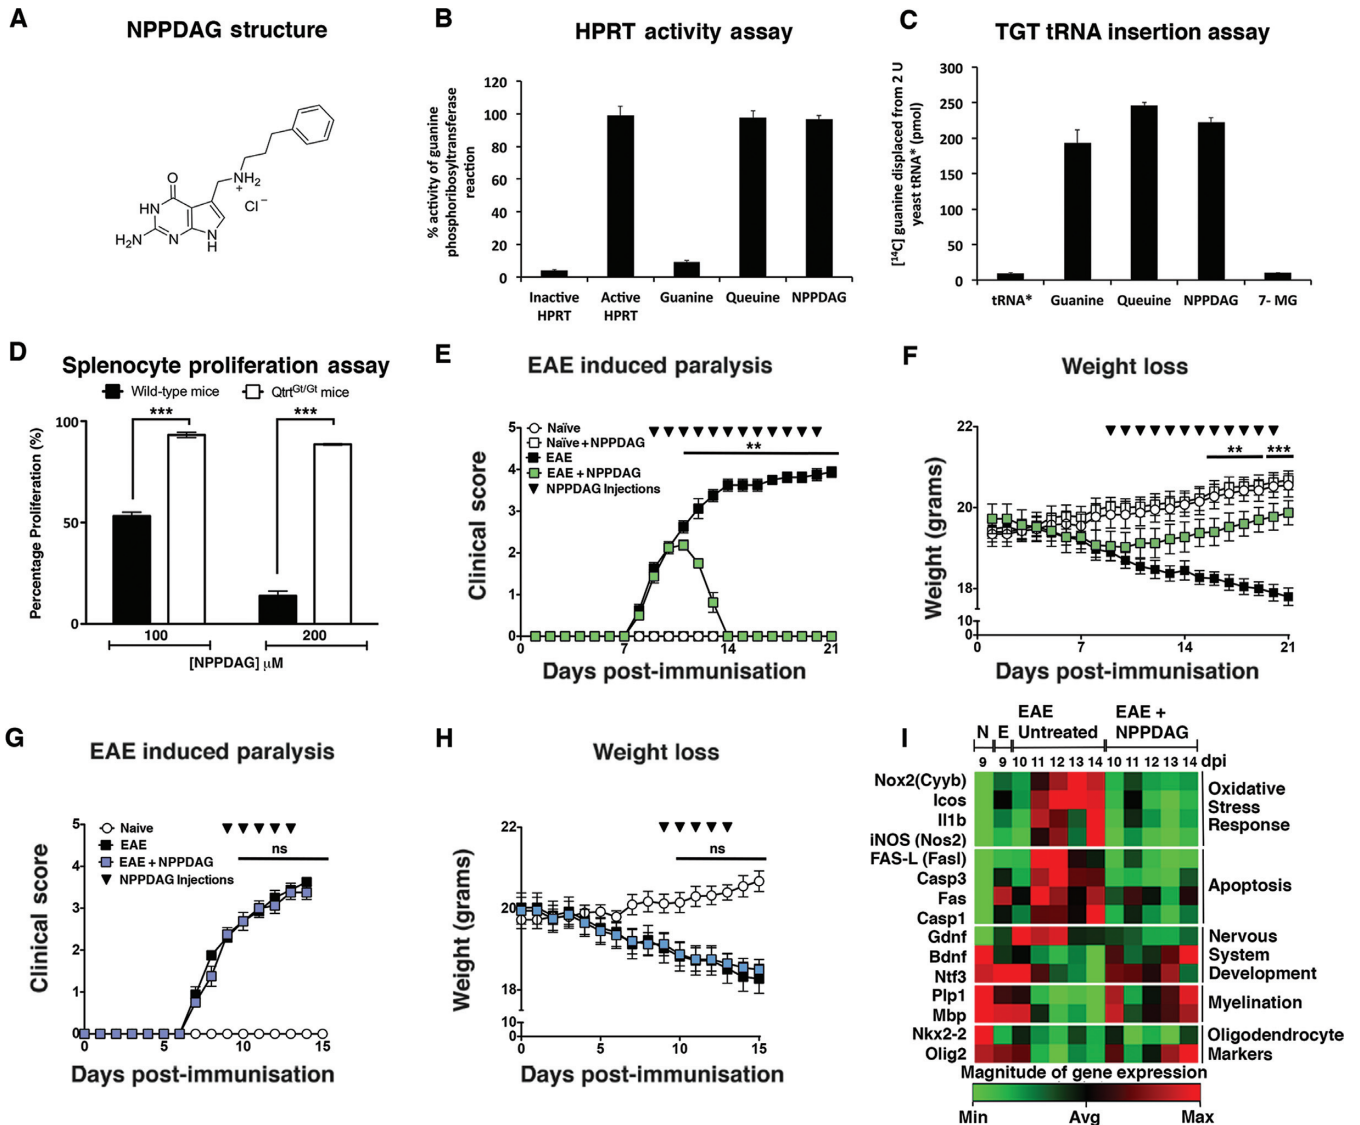 A
NPPDAG structure
O
HN
H₂N
N
N
H
NH₂
+
Cl⁻
B
HPRT activity assay
% activity of guanine
phosphoribosyltransferase
reaction
120
100
80
60
40
20
0
Inactive
HPRT
Active
HPRT
Guanine
Queuine
NPPDAG
C
TGT tRNA insertion assay
[¹⁴C] guanine displaced from 2 U
yeast tRNA* (pmol)
300
250
200
150
100
50
0
tRNA*
Guanine
Queuine
NPPDAG
7- MG
D
Splenocyte proliferation assay
Wild-type mice
Qtrt^Gt/Gt mice
Percentage Proliferation (%)
100
50
0
***
***
100
200
[NPPDAG] µM
E
EAE induced paralysis
Clinical score
5
4
3
2
1
0
Naïve
Naïve + NPPDAG
EAE
EAE + NPPDAG
NPPDAG Injections
**
0
7
14
21
Days post-immunisation
F
Weight loss
Weight (grams)
22
20
18
10
0
**
***
0
7
14
21
Days post-immunisation
G
EAE induced paralysis
Clinical score
5
4
3
2
1
0
Naive
EAE
EAE + NPPDAG
NPPDAG Injections
ns
0
5
10
15
Days post-immunisation
H
Weight loss
Weight (grams)
22
20
18
10
0
ns
0
5
10
15
Days post-immunisation
I
EAE
Untreated
EAE +
NPPDAG
N
E
9 9 10 11 12 13 14 10 11 12 13 14 dpi
Nox2(Cyyb)
Icos
Il1b
iNOS (Nos2)
FAS-L (Fasl)
Casp3
Fas
Casp1
Gdnf
Bdnf
Ntf3
Plp1
Mbp
Nkx2-2
Olig2
Oxidative
Stress
Response
Apoptosis
Nervous
System
Development
Myelination
Oligodendrocyte
Markers
Magnitude of gene expression
Min
Avg
Max